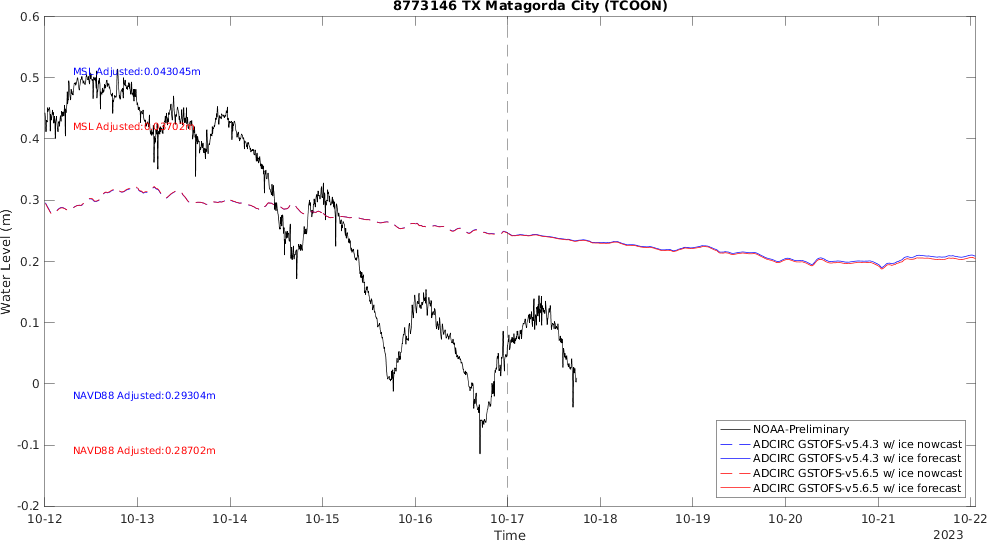 8773146 TX Matagorda City (TCOON)
Water Level (m)
0.6
0.5
0.4
0.3
0.2
0.1
0
-0.1
-0.2
MSL Adjusted:0.043045m
MSL Adjusted:0.03702m
NAVD88 Adjusted:0.29304m
NAVD88 Adjusted:0.28702m
NOAA-Preliminary
ADCIRC GSTOFS-v5.4.3 w/ ice nowcast
ADCIRC GSTOFS-v5.4.3 w/ ice forecast
ADCIRC GSTOFS-v5.6.5 w/ ice nowcast
ADCIRC GSTOFS-v5.6.5 w/ ice forecast
10-12 10-13 10-14 10-15 10-16 10-17 10-18 10-19 10-20 10-21 10-22
Time
2023